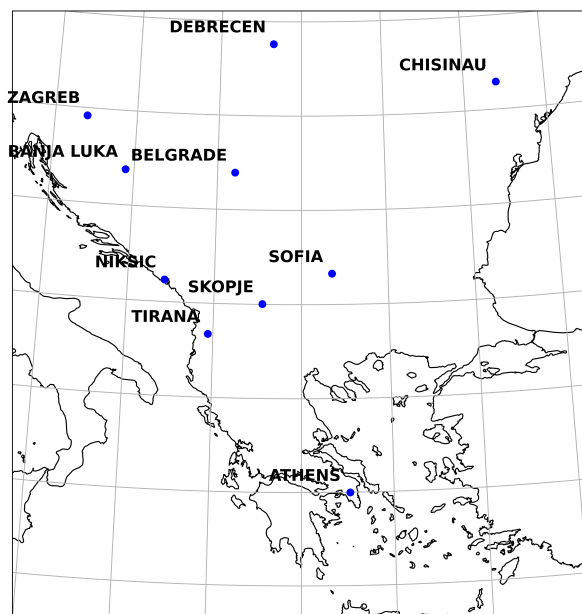 DEBRECEN
CHISINAU
ZAGREB
BANJA LUKA
BELGRADE
SOFIA
NIKSIC
SKOPJE
TIRANA
ATHENS